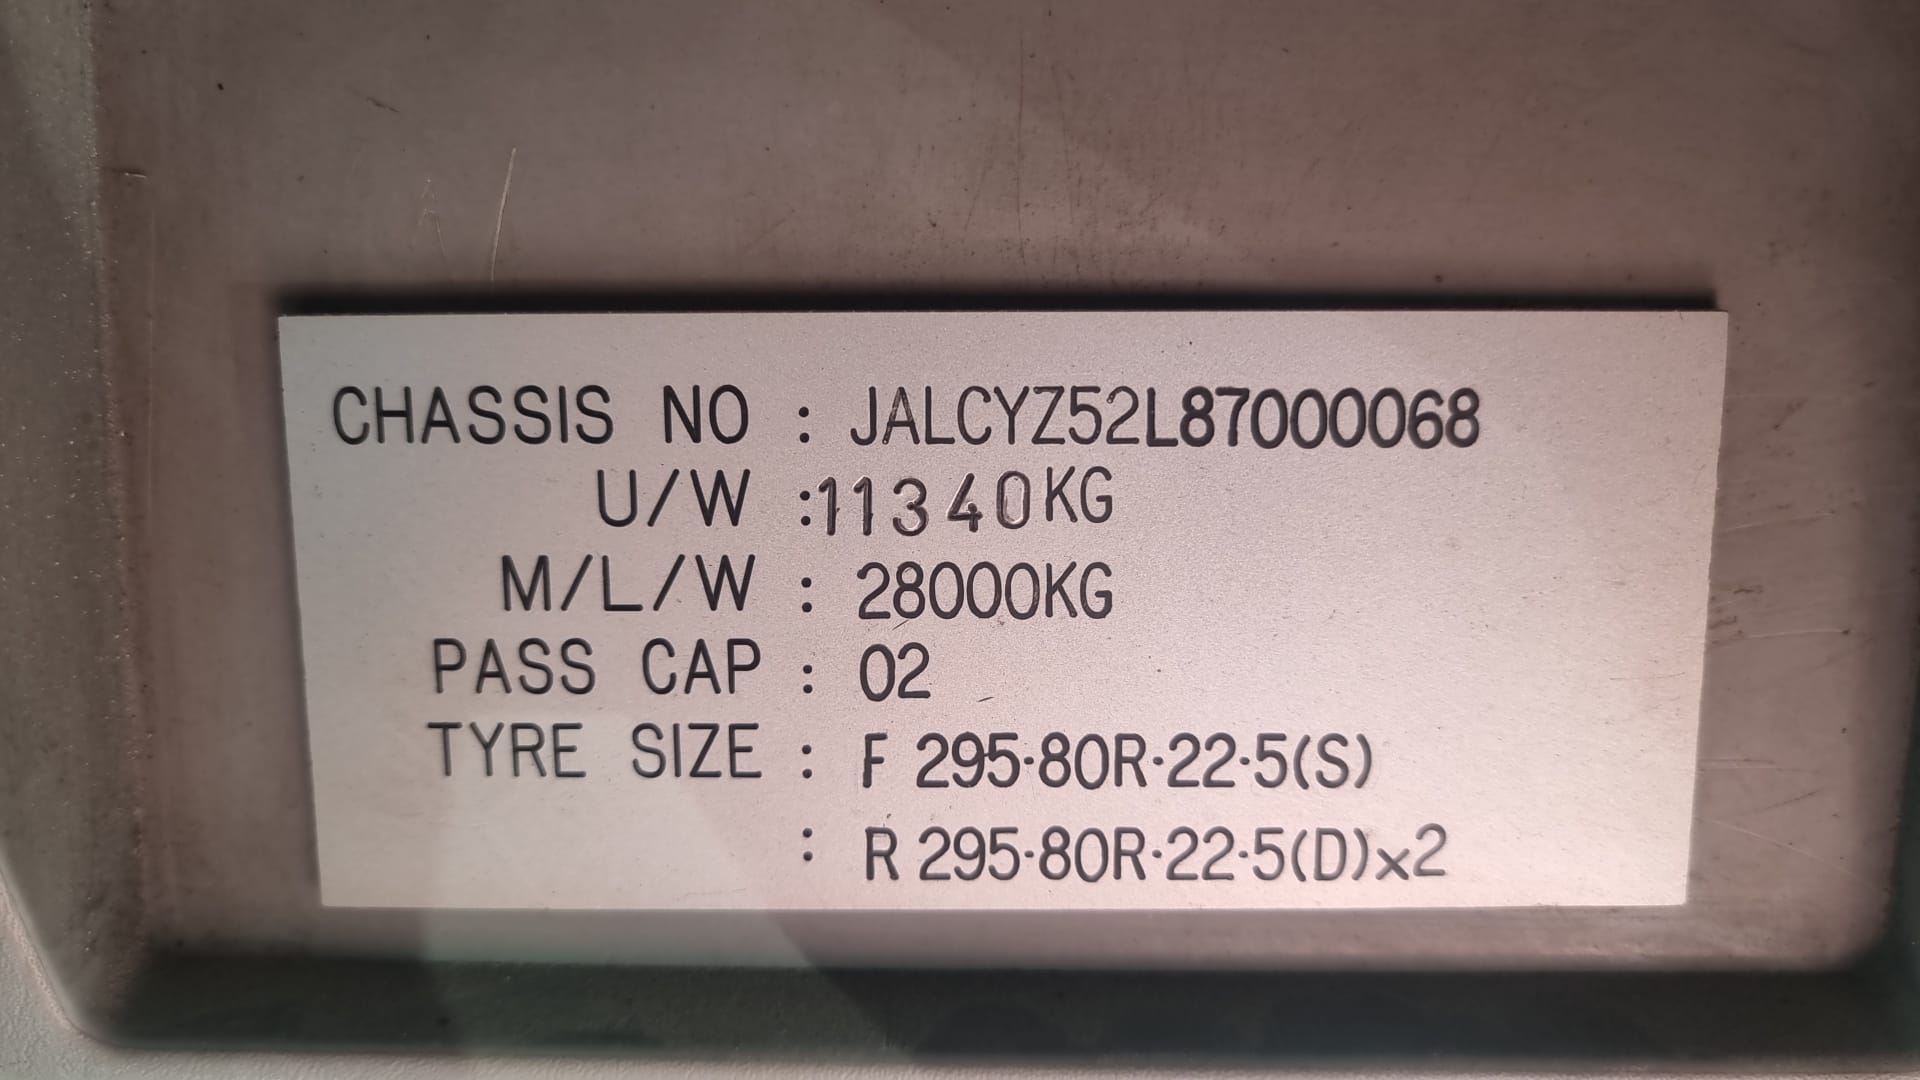 CHASSIS NO : JALCYZ52L87000068
U/W :11340KG
M/L/W : 28000KG
PASS CAP : 02
TYRE SIZE : F 295·80R·22·5(S)
: R 295·80R·22·5(D)x2